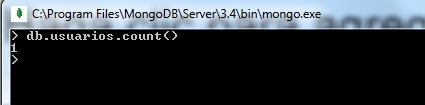 C:\Program Files\MongoDB\Server\3.4\bin\mongo.exe
> db.usuarios.count()
1
>